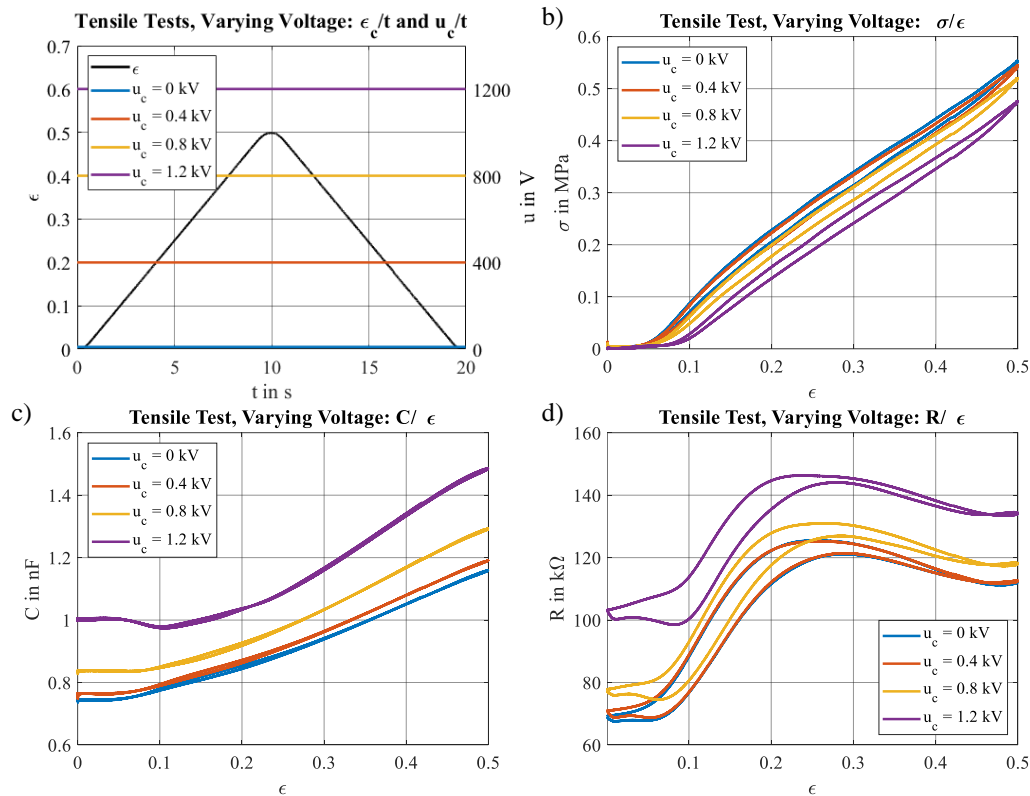 Tensile Tests, Varying Voltage: ϵ_c/t and u_c/t
0.7
0.6
0.5
0.4
0.3
0.2
0.1
0
ϵ
ϵ
u_c = 0 kV
u_c = 0.4 kV
u_c = 0.8 kV
u_c = 1.2 kV
1200
800
400
0
u in V
0 5 10 15 20
t in s
b)
Tensile Test, Varying Voltage: σ/ϵ
0.6
0.5
0.4
0.3
0.2
0.1
0
σ in MPa
u_c = 0 kV
u_c = 0.4 kV
u_c = 0.8 kV
u_c = 1.2 kV
0 0.1 0.2 0.3 0.4 0.5
ϵ
c)
Tensile Test, Varying Voltage: C/ ϵ
1.6
1.4
1.2
1
0.8
0.6
C in nF
u_c = 0 kV
u_c = 0.4 kV
u_c = 0.8 kV
u_c = 1.2 kV
0 0.1 0.2 0.3 0.4 0.5
ϵ
d)
Tensile Test, Varying Voltage: R/ ϵ
140
120
100
80
60
R in kΩ
u_c = 0 kV
u_c = 0.4 kV
u_c = 0.8 kV
u_c = 1.2 kV
0.1 0.2 0.3 0.4 0.5
ϵ